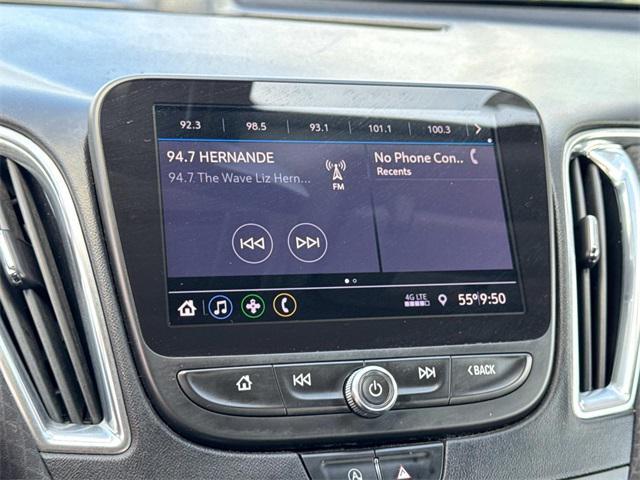 92.3 98.5 93.1 101.1 100.3
94.7 HERNANDE
94.7 The Wave Liz Hern...
FM
No Phone Con..
Recents
4G LTE
55° 9:50
BACK
A